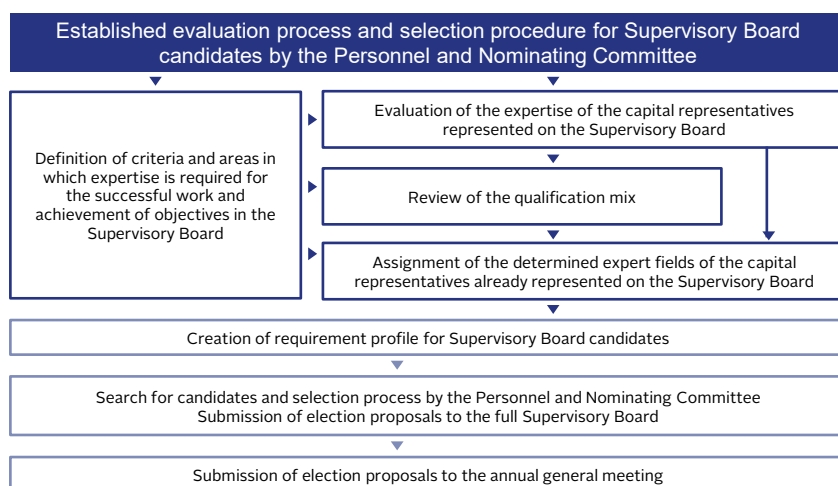 Established evaluation process and selection procedure for Supervisory Board
candidates by the Personnel and Nominating Committee
Definition of criteria and areas in
which expertise is required for
the successful work and
achievement of objectives in the
Supervisory Board
Evaluation of the expertise of the capital representatives
represented on the Supervisory Board
Review of the qualification mix
Assignment of the determined expert fields of the capital
representatives already represented on the Supervisory Board
Creation of requirement profile for Supervisory Board candidates
Search for candidates and selection process by the Personnel and Nominating Committee
Submission of election proposals to the full Supervisory Board
Submission of election proposals to the annual general meeting